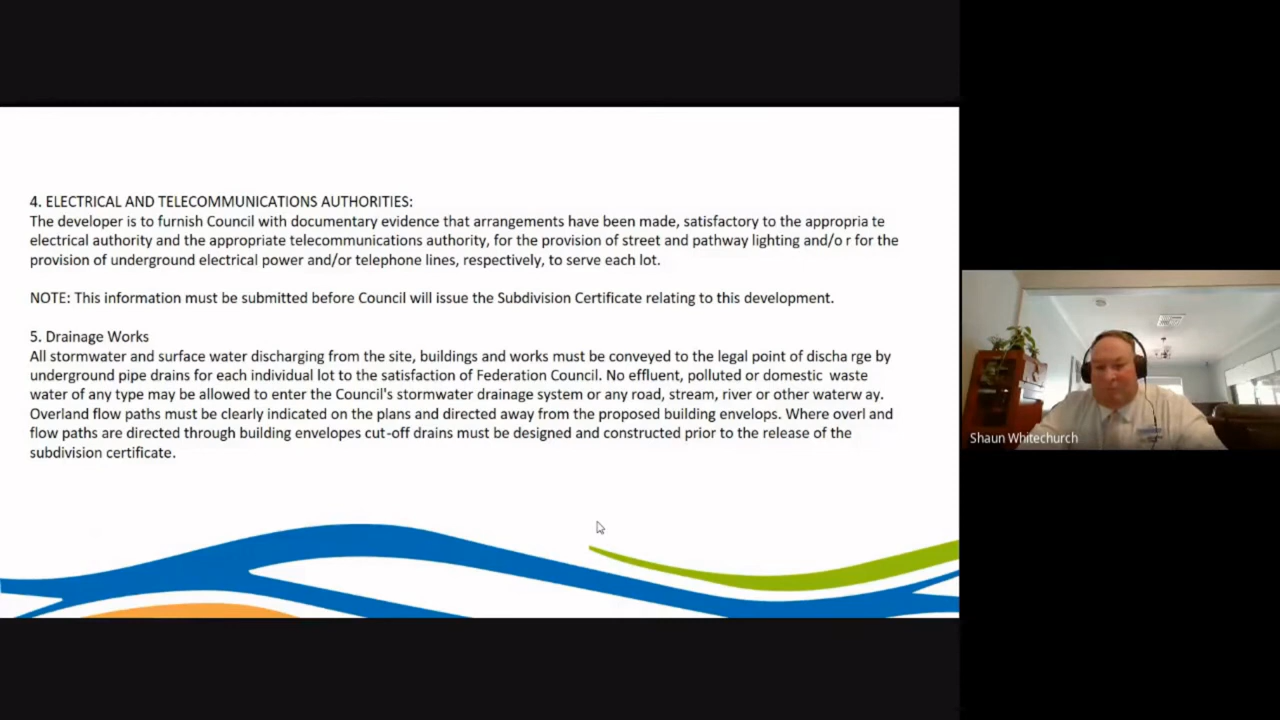 4. ELECTRICAL AND TELECOMMUNICATIONS AUTHORITIES:
The developer is to furnish Council with documentary evidence that arrangements have been made, satisfactory to the appropria te
electrical authority and the appropriate telecommunications authority, for the provision of street and pathway lighting and/o r for the
provision of underground electrical power and/or telephone lines, respectively, to serve each lot.
NOTE: This information must be submitted before Council will issue the Subdivision Certificate relating to this development.
5. Drainage Works
All stormwater and surface water discharging from the site, buildings and works must be conveyed to the legal point of discha rge by
underground pipe drains for each individual lot to the satisfaction of Federation Council. No effluent, polluted or domestic waste
water of any type may be allowed to enter the Council's stormwater drainage system or any road, stream, river or other waterw ay.
Overland flow paths must be clearly indicated on the plans and directed away from the proposed building envelops. Where overl and
flow paths are directed through building envelopes cut-off drains must be designed and constructed prior to the release of the
subdivision certificate.
Shaun Whitechurch